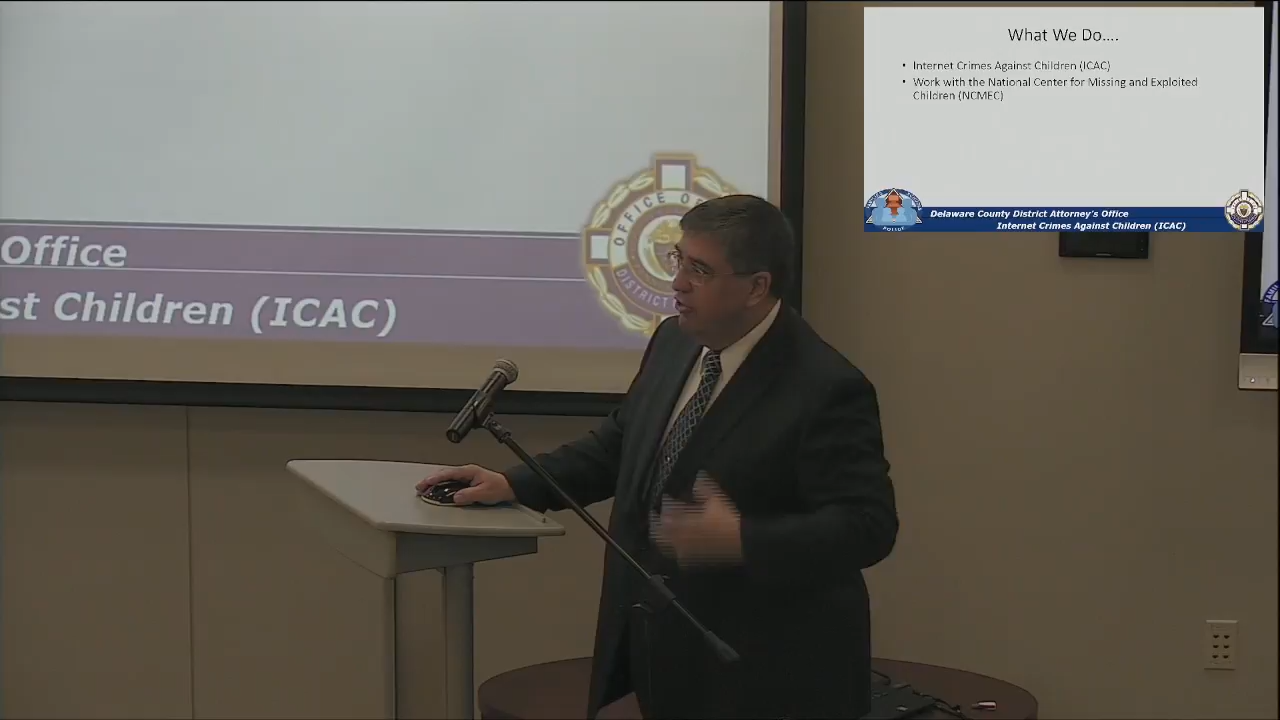 What We Do....
• Internet Crimes Against Children (ICAC)
• Work with the National Center for Missing and Exploited
Children (NCMEC)
Delaware County District Attorney's Office
Internet Crimes Against Children (ICAC)
Office
st Children (ICAC)
OFFICE OF
DISTRICT